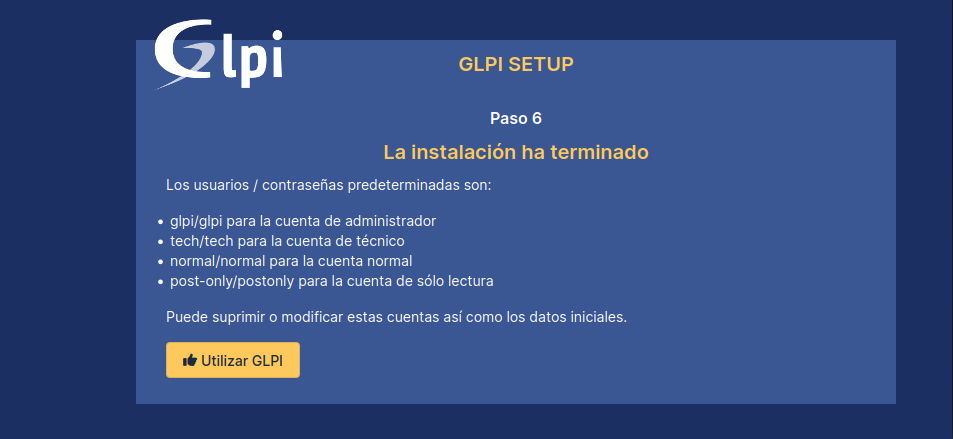 Glpi
GLPI SETUP
Paso 6
La instalación ha terminado
Los usuarios / contraseñas predeterminadas son:
• glpi/glpi para la cuenta de administrador
• tech/tech para la cuenta de técnico
• normal/normal para la cuenta normal
• post-only/postonly para la cuenta de sólo lectura
Puede suprimir o modificar estas cuentas así como los datos iniciales.
Utilizar GLPI